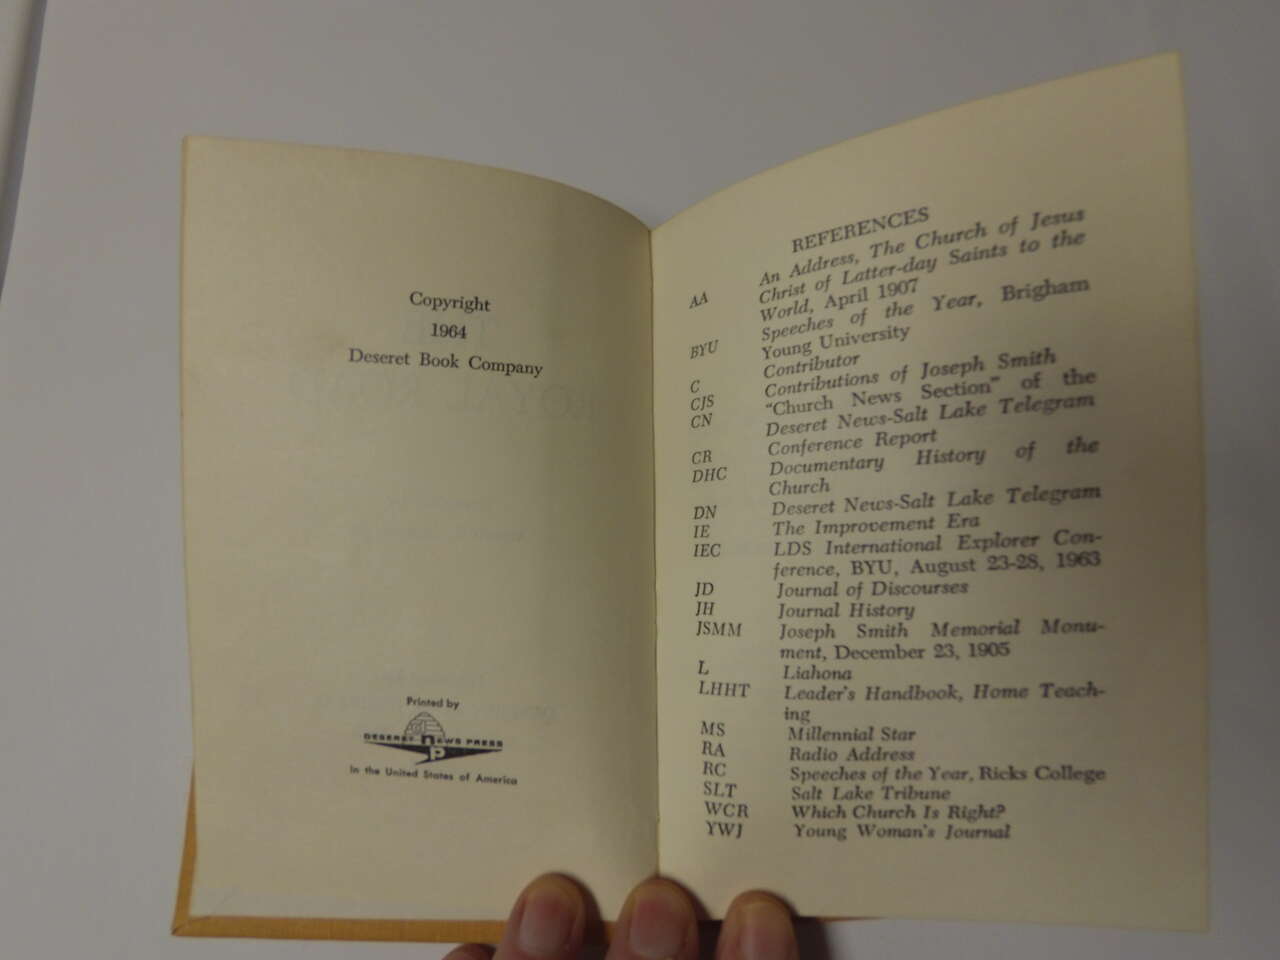 Copyright
1964
Deseret Book Company
Printed by
DESERET NEWS PRESS
In the United States of America
REFERENCES
AA An Address, The Church of Jesus
Christ of Latter-day Saints to the
World, April 1907
BYU Speeches of the Year, Brigham
Young University
C Contributor
CJS Contributions of Joseph Smith
CN "Church News Section" of the
Deseret News-Salt Lake Telegram
CR Conference Report
DHC Documentary History of the
Church
DN Deseret News-Salt Lake Telegram
IE The Improvement Era
IEC LDS International Explorer Con-
ference, BYU, August 23-28, 1963
JD Journal of Discourses
JH Journal History
JSMM Joseph Smith Memorial Monu-
ment, December 23, 1905
L Liahona
LHHT Leader's Handbook, Home Teach-
ing
MS Millennial Star
RA Radio Address
RC Speeches of the Year, Ricks College
SLT Salt Lake Tribune
WCR Which Church Is Right?
YWJ Young Woman's Journal